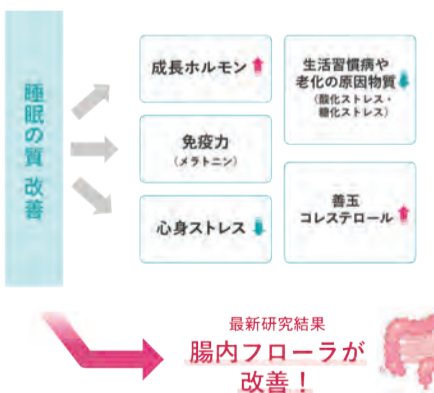 睡眠の質 改善
成長ホルモン
免疫力
（メラトニン）
心身ストレス
生活習慣病や
老化の原因物質
（酸化ストレス・
糖化ストレス）
善玉
コレステロール
最新研究結果
腸内フローラが
改善！